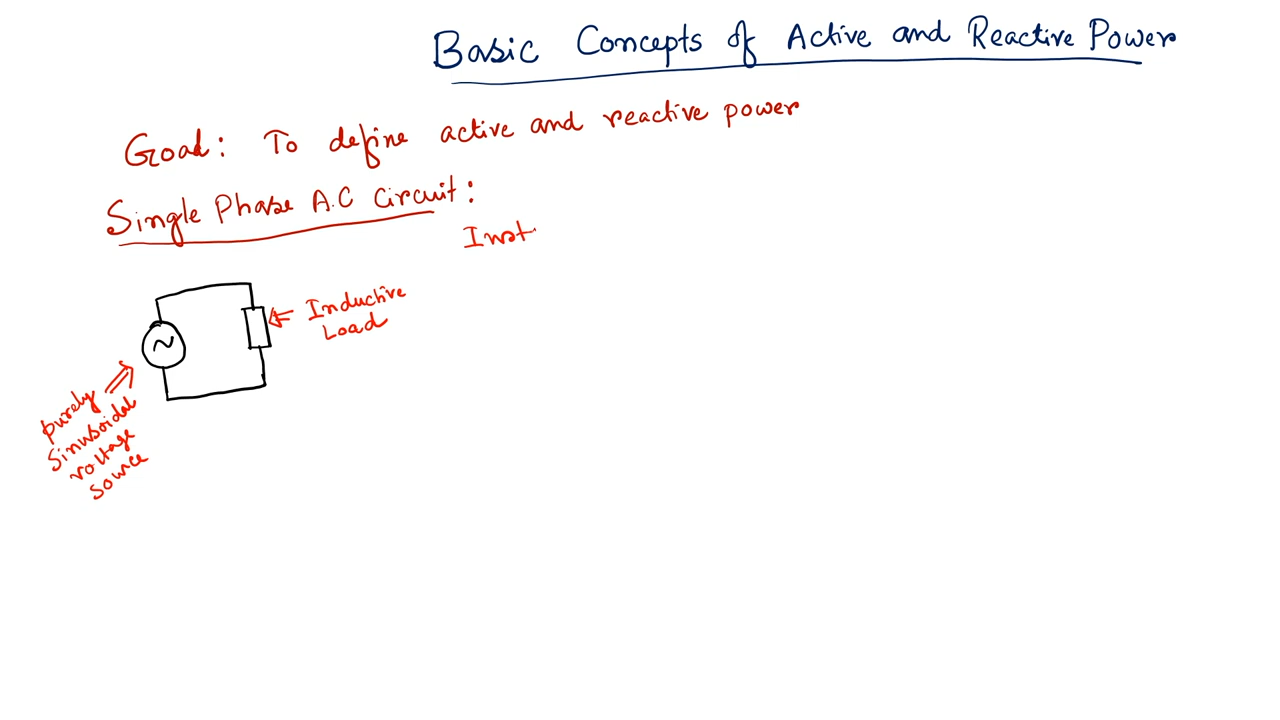 Basic Concepts of Active and Reactive Power
Goal: To define active and reactive power
Single Phase A.C Circuit:
Inst
Inductive
Load
purely
Sinusoidal
voltage
source